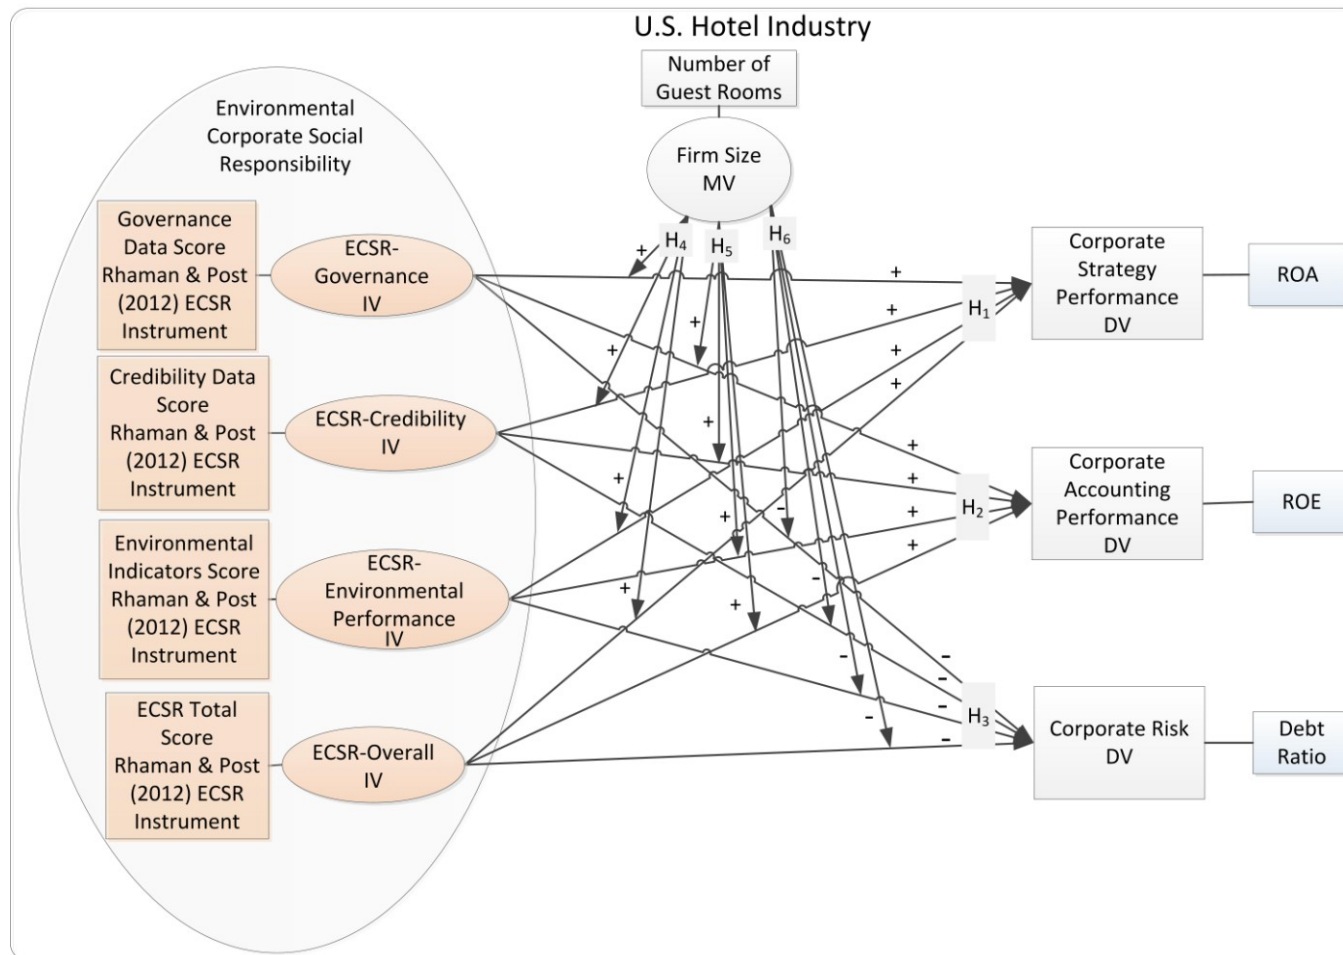 U.S. Hotel Industry
Number of
Guest Rooms
Firm Size
MV
Environmental
Corporate Social
Responsibility
Governance
Data Score
Rhaman & Post
(2012) ECSR
Instrument
ECSR-
Governance
IV
Credibility Data
Score
Rhaman & Post
(2012) ECSR
Instrument
ECSR-Credibility
IV
Environmental
Indicators Score
Rhaman & Post
(2012) ECSR
Instrument
ECSR-
Environmental
Performance
IV
ECSR Total
Score
Rhaman & Post
(2012) ECSR
Instrument
ECSR-Overall
IV
H4
H5
H6
+
+
+
+
+
+
+
+
-
-
-
-
H1
+
+
+
+
H2
+
+
+
+
H3
-
-
-
-
Corporate
Strategy
Performance
DV
ROA
Corporate
Accounting
Performance
DV
ROE
Corporate Risk
DV
Debt
Ratio